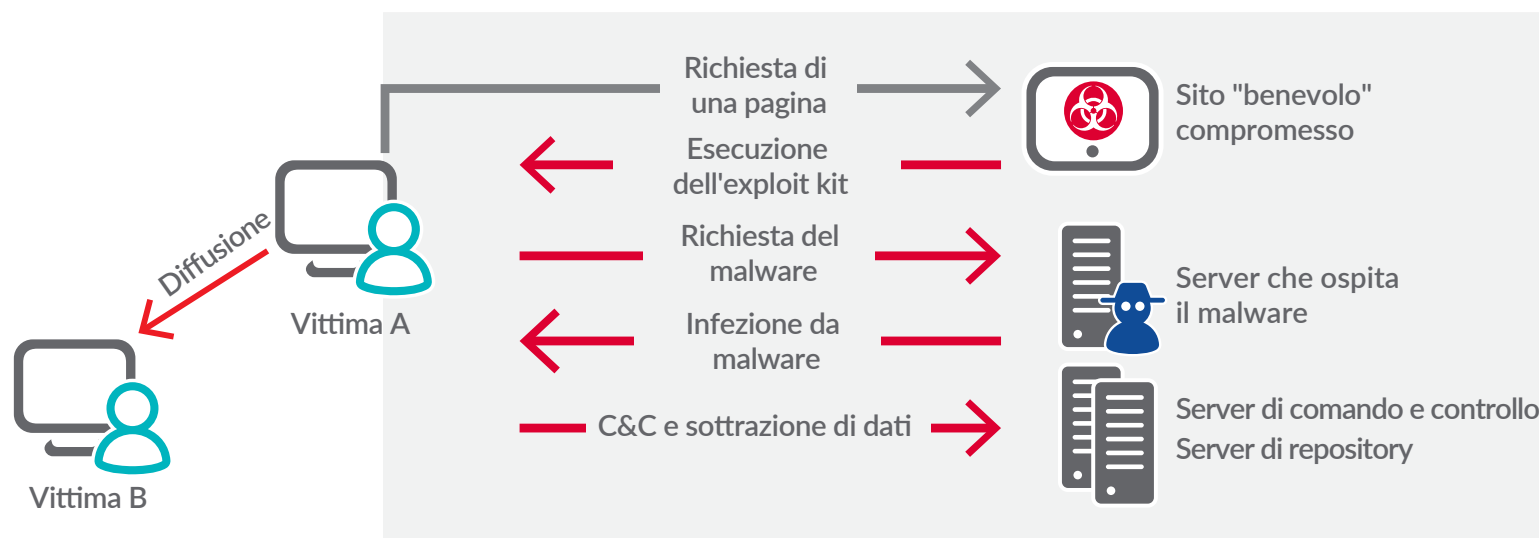 Richiesta di
una pagina
Sito "benevolo"
compromesso
Esecuzione
dell'exploit kit
Diffusione
Richiesta del
malware
Server che ospita
il malware
Vittima A
Infezione da
malware
C&C e sottrazione di dati
Server di comando e controllo
Server di repository
Vittima B